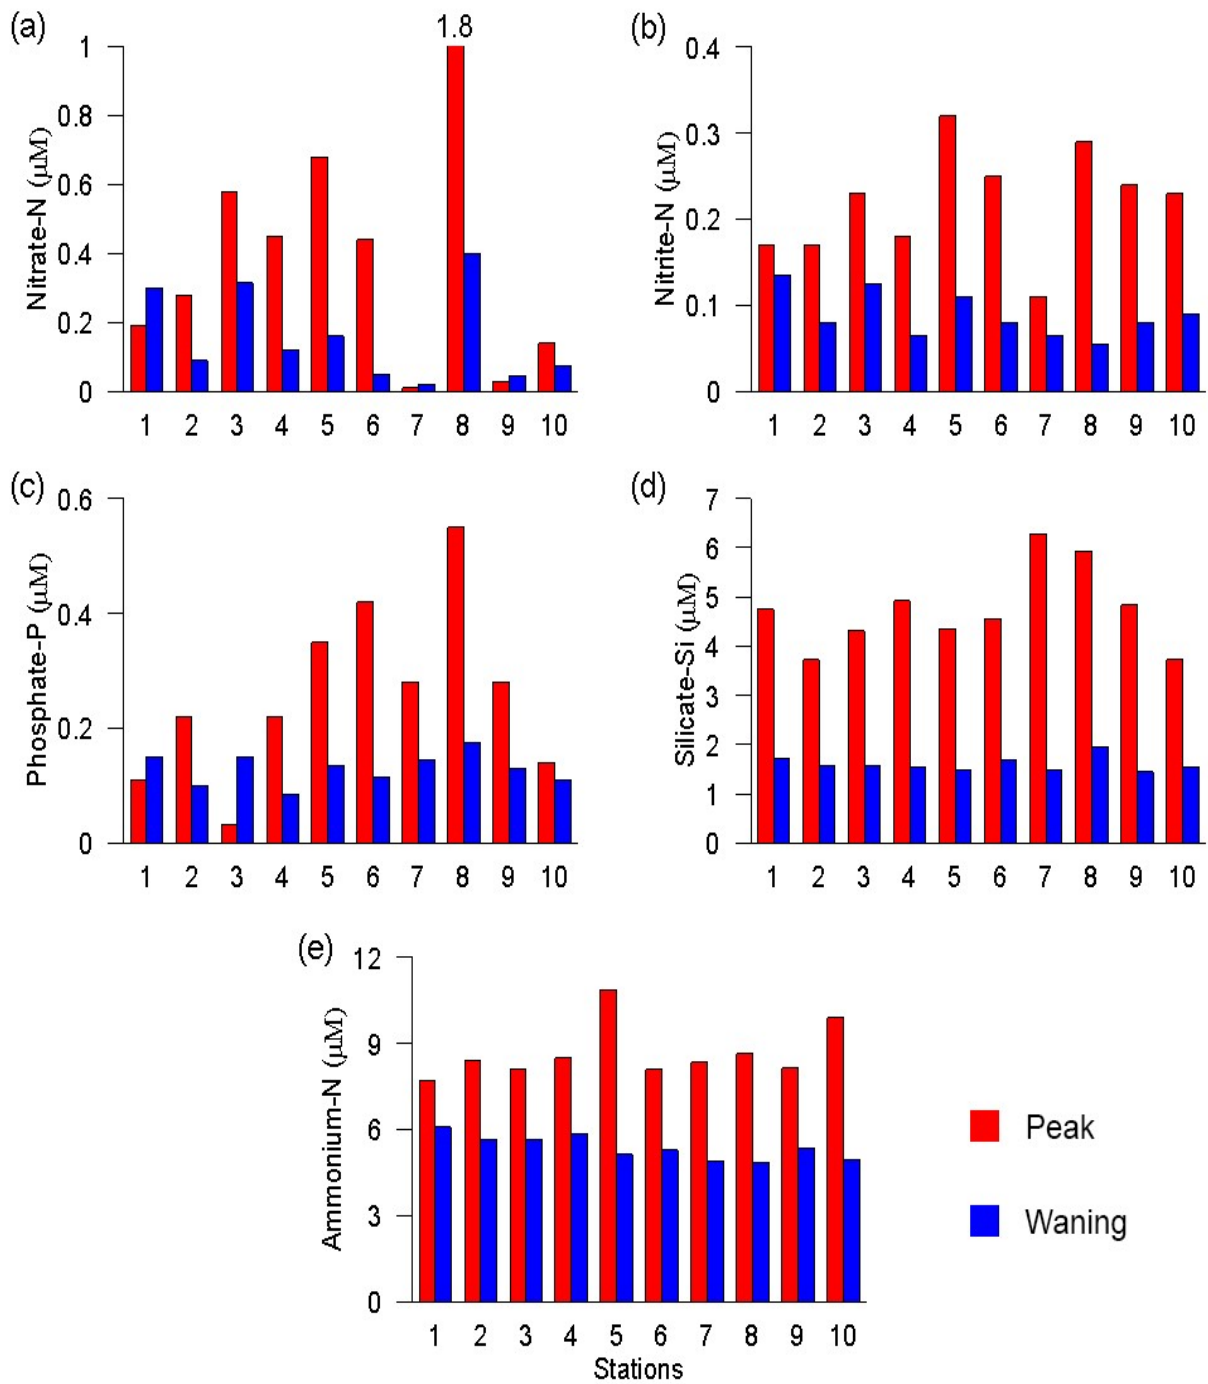 (a)
1.8
1
0.8
0.6
0.4
0.2
0
Nitrate-N (μM)
1 2 3 4 5 6 7 8 9 10
(b)
0.4
0.3
0.2
0.1
0
Nitrite-N (μM)
1 2 3 4 5 6 7 8 9 10
(c)
0.6
0.4
0.2
0
Phosphate-P (μM)
1 2 3 4 5 6 7 8 9 10
(d)
7
6
5
4
3
2
1
0
Silicate-Si (μM)
1 2 3 4 5 6 7 8 9 10
(e)
12
9
6
3
0
Ammonium-N (μM)
1 2 3 4 5 6 7 8 9 10
Stations
Peak
Waning